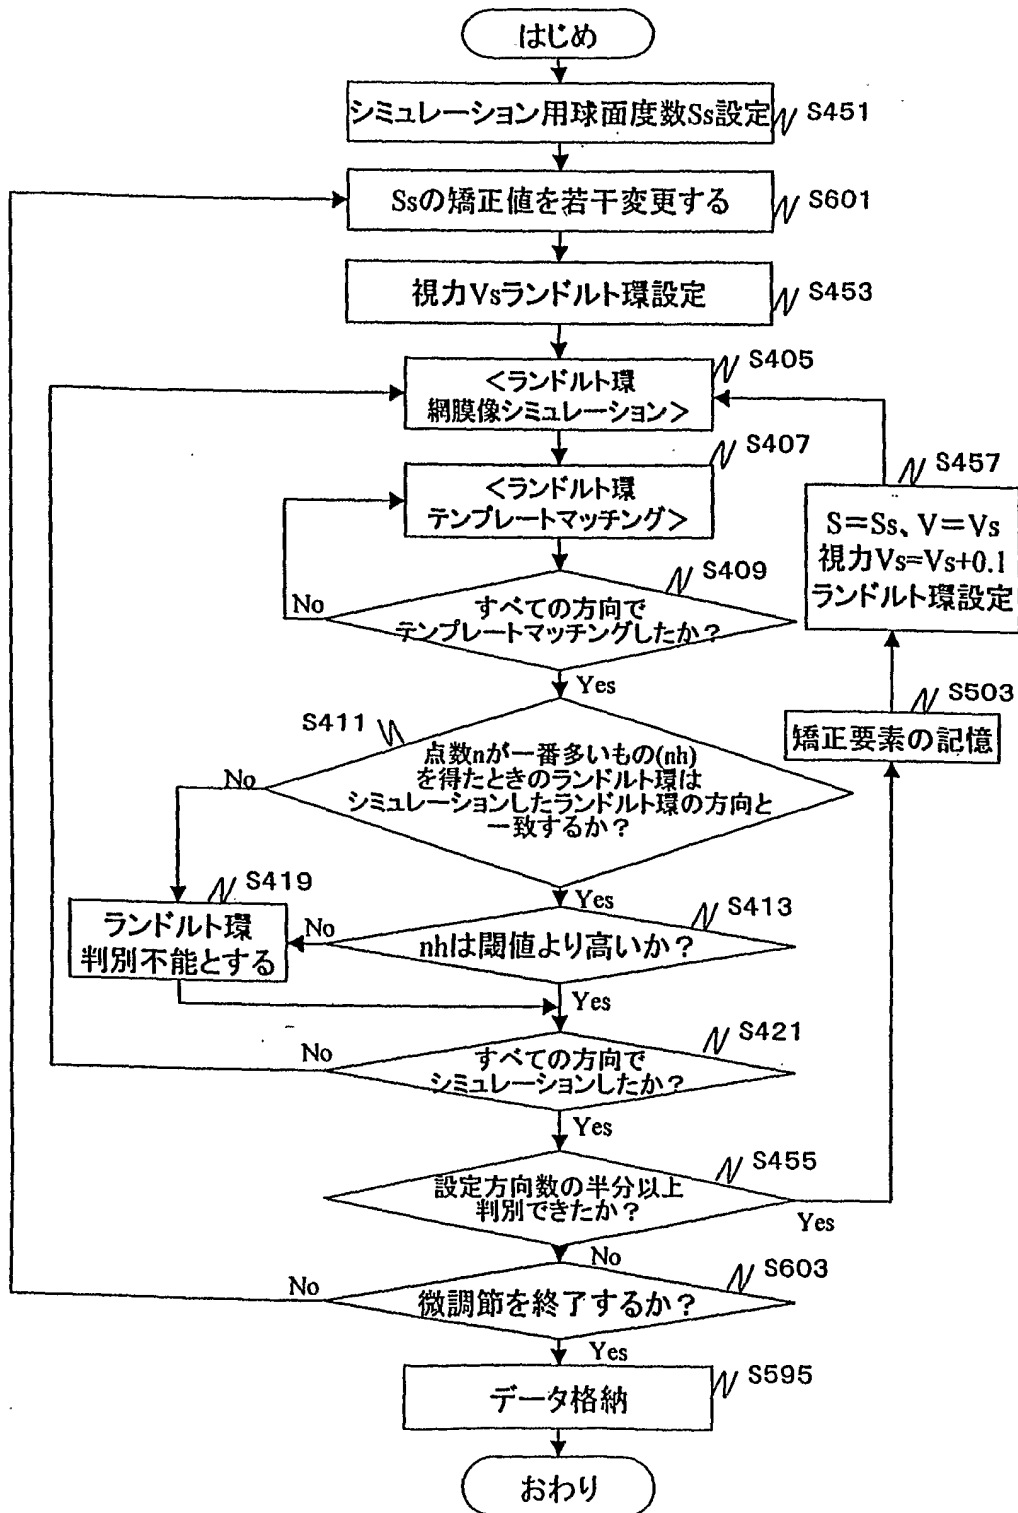 はじめ
シミュレーション用球面度数Ss設定
S451
Ssの矯正値を若干変更する
S601
視力Vsランドルト環設定
S453
S405
<ランドルト環
網膜像シミュレーション>
S407
<ランドルト環
テンプレートマッチング>
S457
S=Ss、V=Vs
視力Vs=Vs+0.1
ランドルト環設定
S409
No
すべての方向で
テンプレートマッチングしたか?
Yes
S503
矯正要素の記憶
S411
No
点数nが一番多いもの(nh)
を得たときのランドルト環は
シミュレーションしたランドルト環の方向と
一致するか?
Yes
S419
ランドルト環
判別不能とする
S413
No
nhは閾値より高いか?
Yes
S421
No
すべての方向で
シミュレーションしたか?
Yes
S455
設定方向数の半分以上
判別できたか?
Yes
No
S603
No
微調節を終了するか?
Yes
S595
データ格納
おわり